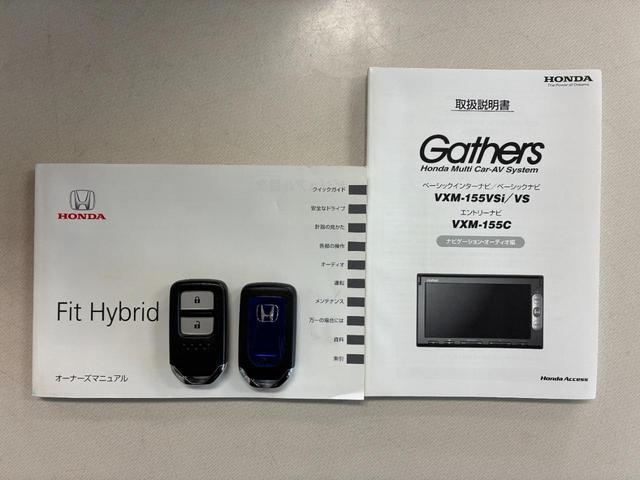 HONDA
Fit Hybrid
オーナーズマニュアル
クイックガイド
安全なドライブ
計器の見かた
各部の操作
オーディオ
運転
メンテナンス
万一の場合には
資料
索引
HONDA
The Power of Dreams
取扱説明書
Gathers
Honda Multi Car-AV System
ベーシックインターナビ/ベーシックナビ
VXM-155VSi/VS
エントリーナビ
VXM-155C
ナビゲーション・オーディオ編
Honda Access